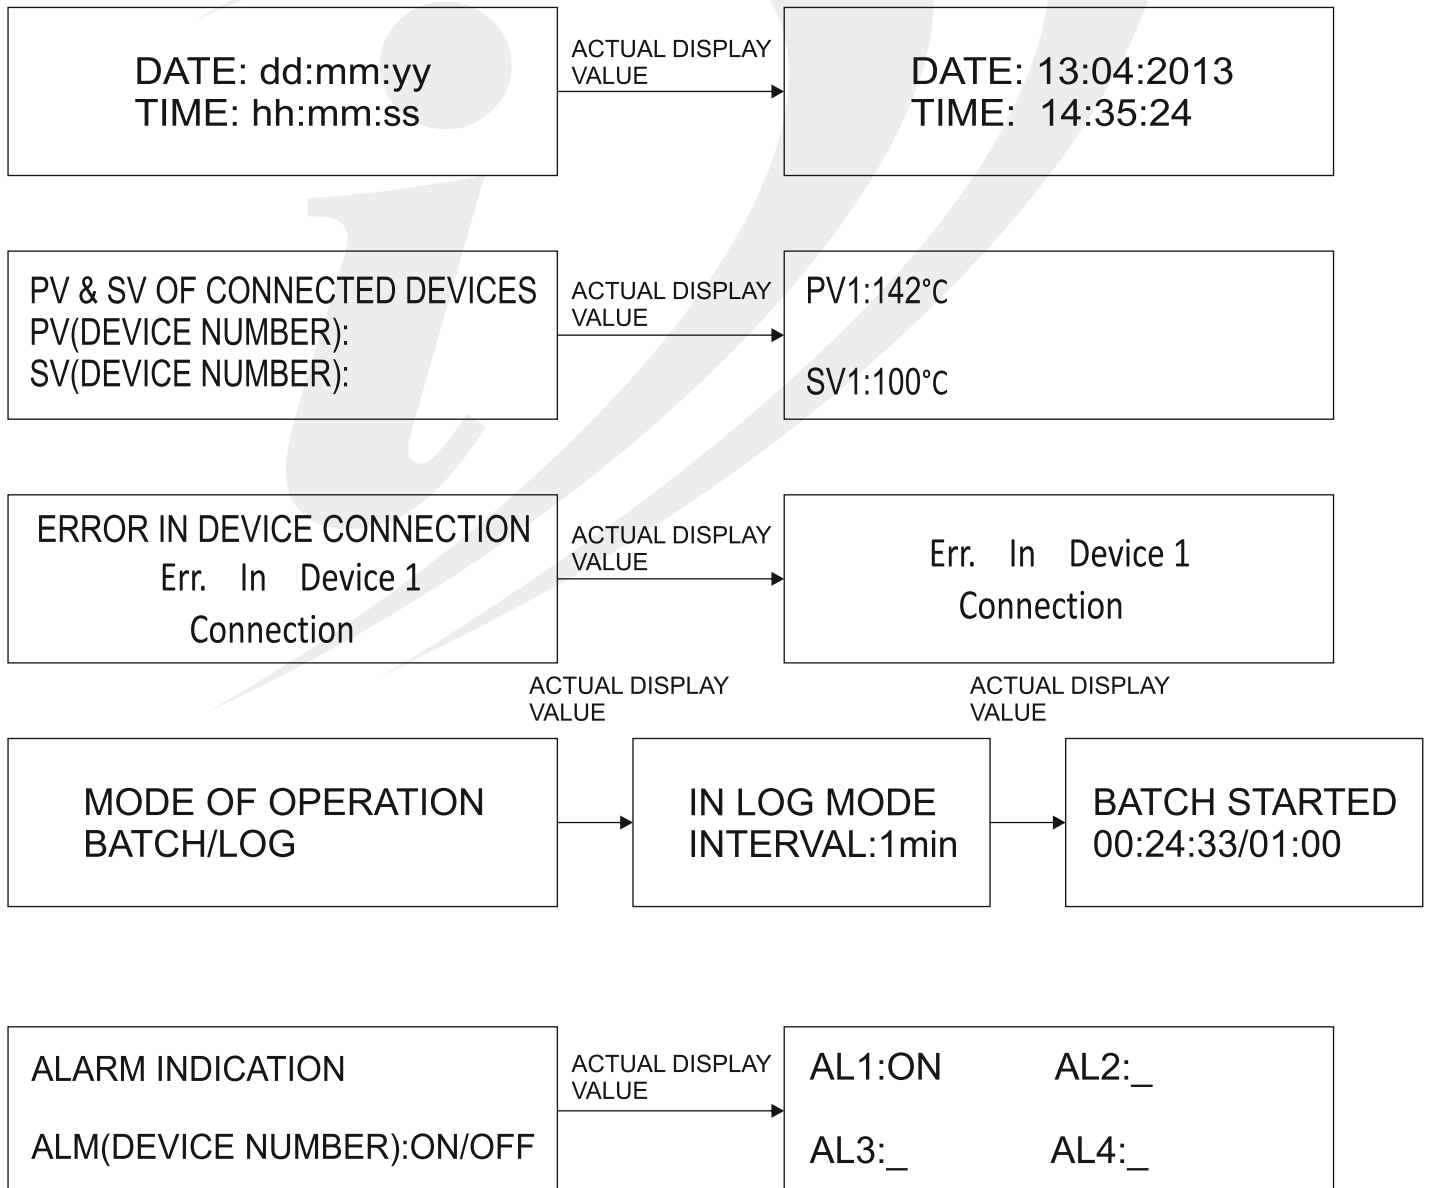 DATE: dd:mm:yy
TIME: hh:mm:ss
ACTUAL DISPLAY
VALUE
DATE: 13:04:2013
TIME: 14:35:24
PV & SV OF CONNECTED DEVICES
PV(DEVICE NUMBER):
SV(DEVICE NUMBER):
ACTUAL DISPLAY
VALUE
PV1:142°C
SV1:100°C
ERROR IN DEVICE CONNECTION
Err. In Device 1
Connection
ACTUAL DISPLAY
VALUE
Err. In Device 1
Connection
MODE OF OPERATION
BATCH/LOG
ACTUAL DISPLAY
VALUE
IN LOG MODE
INTERVAL:1min
ACTUAL DISPLAY
VALUE
BATCH STARTED
00:24:33/01:00
ALARM INDICATION
ALM(DEVICE NUMBER):ON/OFF
ACTUAL DISPLAY
VALUE
AL1:ON AL2:_
AL3:_ AL4:_